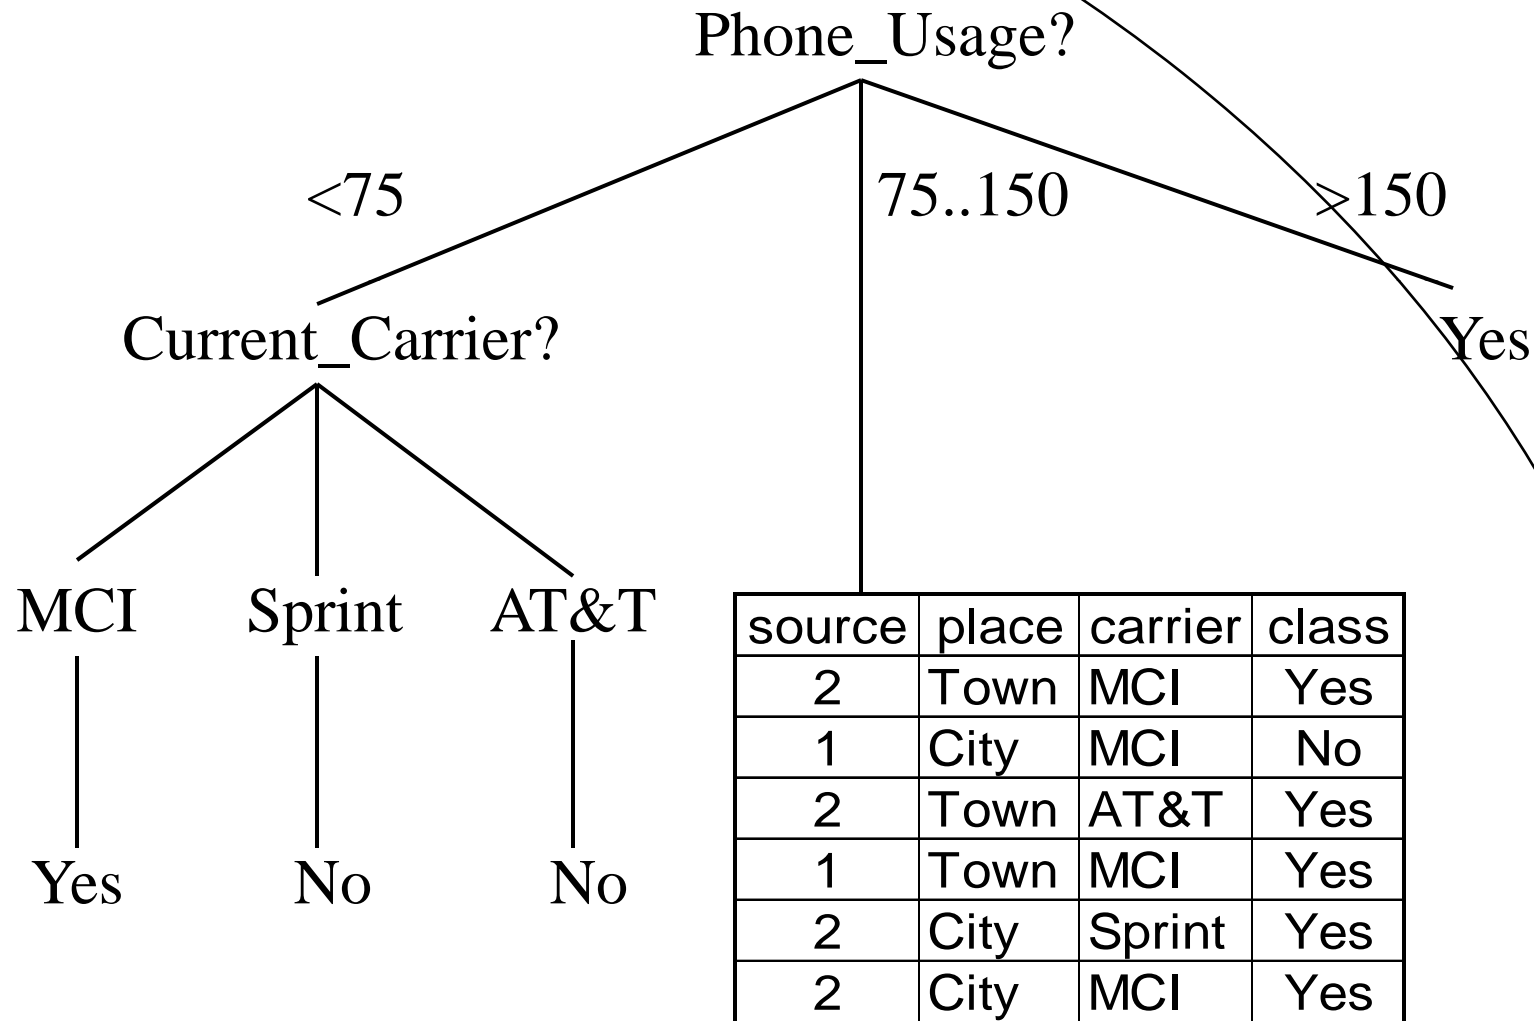 Phone_Usage?
<75
75..150
>150
Current_Carrier?
Yes
MCI
Sprint
AT&T
Yes
No
No
source place carrier class
2 Town MCI Yes
1 City MCI No
2 Town AT&T Yes
1 Town MCI Yes
2 City Sprint Yes
2 City MCI Yes